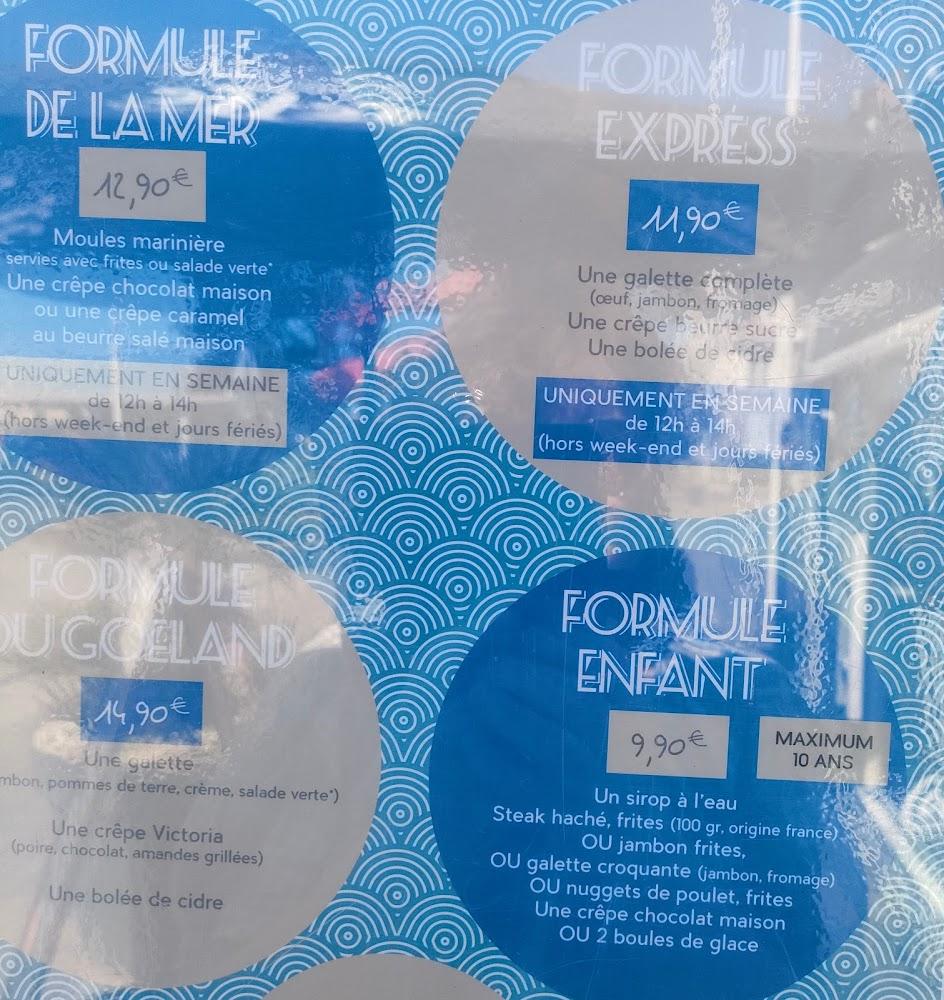 FORMULE
DE LA MER
12,90€
Moules marinière
servies avec frites ou salade verte*
Une crêpe chocolat maison
ou une crêpe caramel
au beurre salé maison
UNIQUEMENT EN SEMAINE
de 12h à 14h
(hors week-end et jours fériés)
FORMULE
EXPRESS
11,90€
Une galette complète
(œuf, jambon, fromage)
Une crêpe beurre sucre
Une bolée de cidre
UNIQUEMENT EN SEMAINE
de 12h à 14h
(hors week-end et jours fériés)
FORMULE
DU GOELAND
14,90€
Une galette
mbon, pommes de terre, crème, salade verte*)
Une crêpe Victoria
(poire, chocolat, amandes grillées)
Une bolée de cidre
FORMULE
ENFANT
9,90€
MAXIMUM
10 ANS
Un sirop à l'eau
Steak haché, frites (100 gr, origine france)
OU jambon frites,
OU galette croquante (jambon, fromage)
OU nuggets de poulet, frites
Une crêpe chocolat maison
OU 2 boules de glace